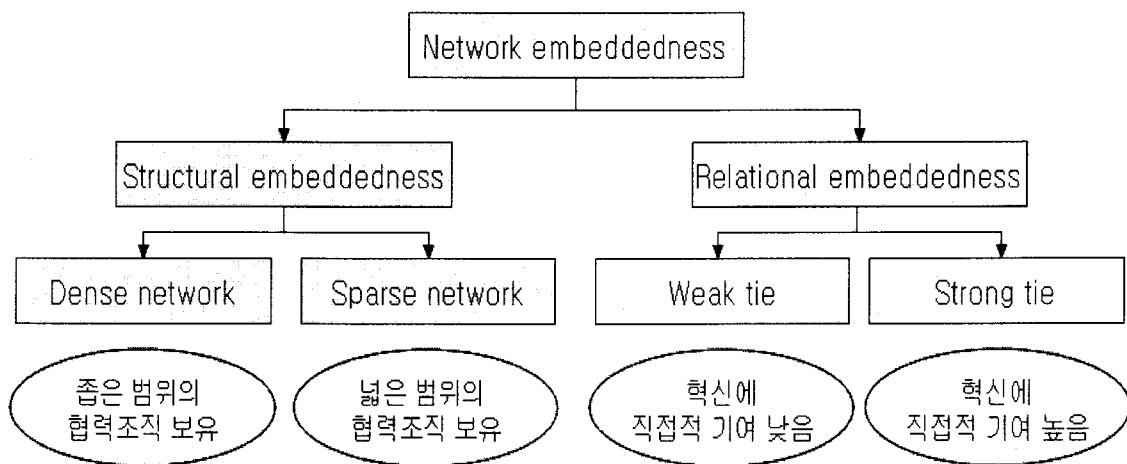 Network embeddedness
Structural embeddedness
Relational embeddedness
Dense network
Sparse network
Weak tie
Strong tie
좁은 범위의
협력조직 보유
넓은 범위의
협력조직 보유
혁신에
직접적 기여 낮음
혁신에
직접적 기여 높음